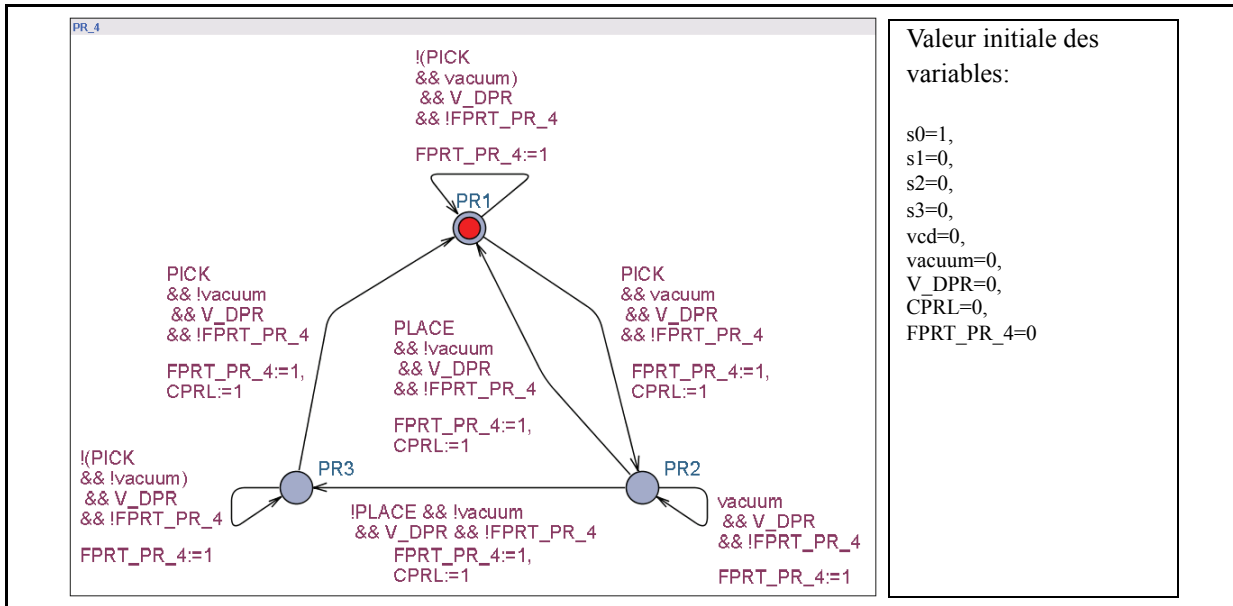 PR_4
!(PICK
&& vacuum)
&& V_DPR
&& !FPRT_PR_4
FPRT_PR_4:=1
PR1
PICK
&& !vacuum
&& V_DPR
&& !FPRT_PR_4
FPRT_PR_4:=1,
CPRL:=1
PLACE
&& !vacuum
&& V_DPR
&& !FPRT_PR_4
FPRT_PR_4:=1,
CPRL:=1
PICK
&& vacuum
&& V_DPR
&& !FPRT_PR_4
FPRT_PR_4:=1,
CPRL:=1
!(PICK
&& !vacuum)
&& V_DPR
&& !FPRT_PR_4
FPRT_PR_4:=1
PR3
!PLACE && !vacuum
&& V_DPR && !FPRT_PR_4
FPRT_PR_4:=1,
CPRL:=1
PR2
vacuum
&& V_DPR
&& !FPRT_PR_4
FPRT_PR_4:=1
Valeur initiale des
variables:
s0=1,
s1=0,
s2=0,
s3=0,
vcd=0,
vacuum=0,
V_DPR=0,
CPRL=0,
FPRT_PR_4=0